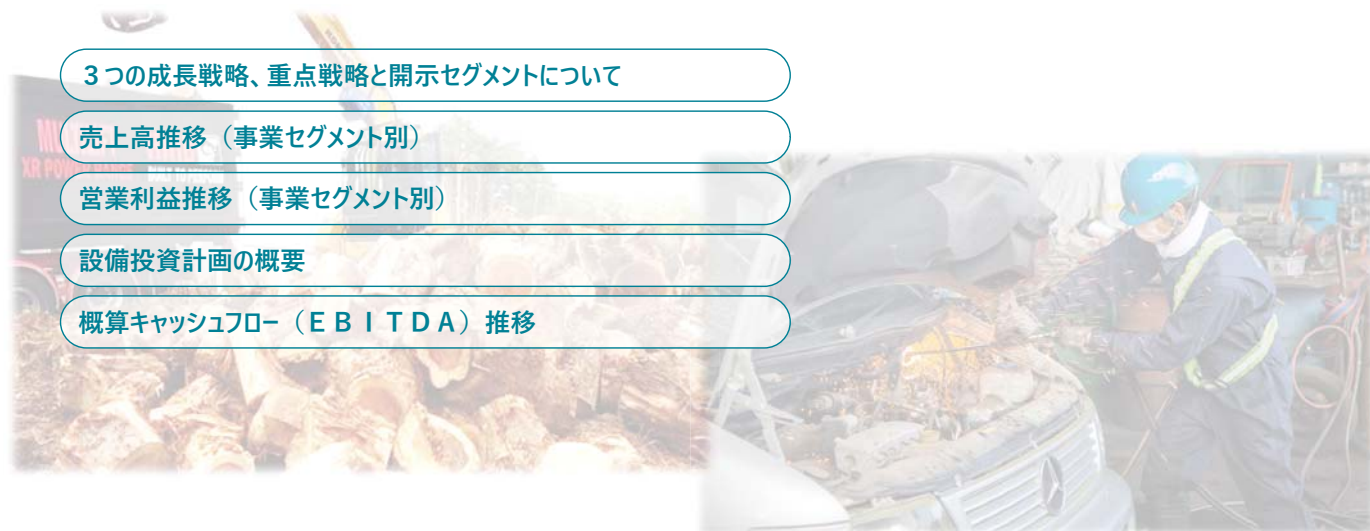 ３つの成長戦略、重点戦略と開示セグメントについて
売上高推移（事業セグメント別）
営業利益推移（事業セグメント別）
設備投資計画の概要
概算キャッシュフロー（ＥＢＩＴＤＡ）推移